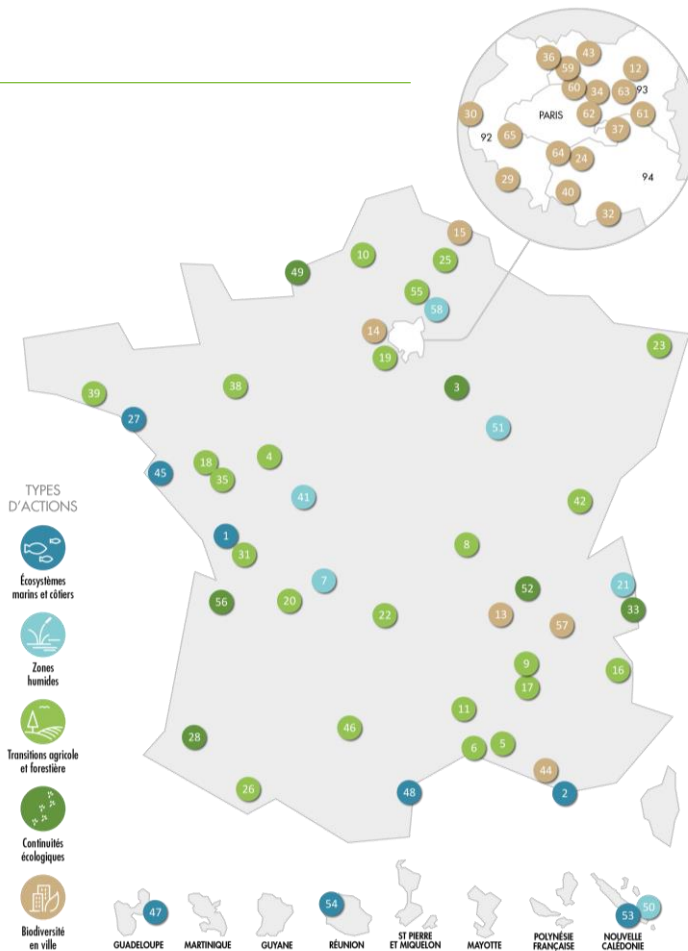 36
43
59
12
60
34
63
93
30
PARIS
62
61
37
92
65
64
24
29
94
40
32
15
10
25
49
55
58
14
23
19
3
38
39
27
51
4
18
45
35
41
42
1
31
8
7
52
21
56
20
22
13
33
57
9
16
17
11
46
28
6
5
44
26
48
2
TYPES
D'ACTIONS
Écosystèmes
marins et côtiers
Zones
humides
Transitions agricole
et forestière
Continuités
écologiques
Biodiversité
en ville
47
54
53
50
GUADELOUPE
MARTINIQUE
GUYANE
RÉUNION
ST PIERRE
ET MIQUELON
MAYOTTE
POLYNÉSIE
FRANÇAISE
NOUVELLE
CALÉDONIE